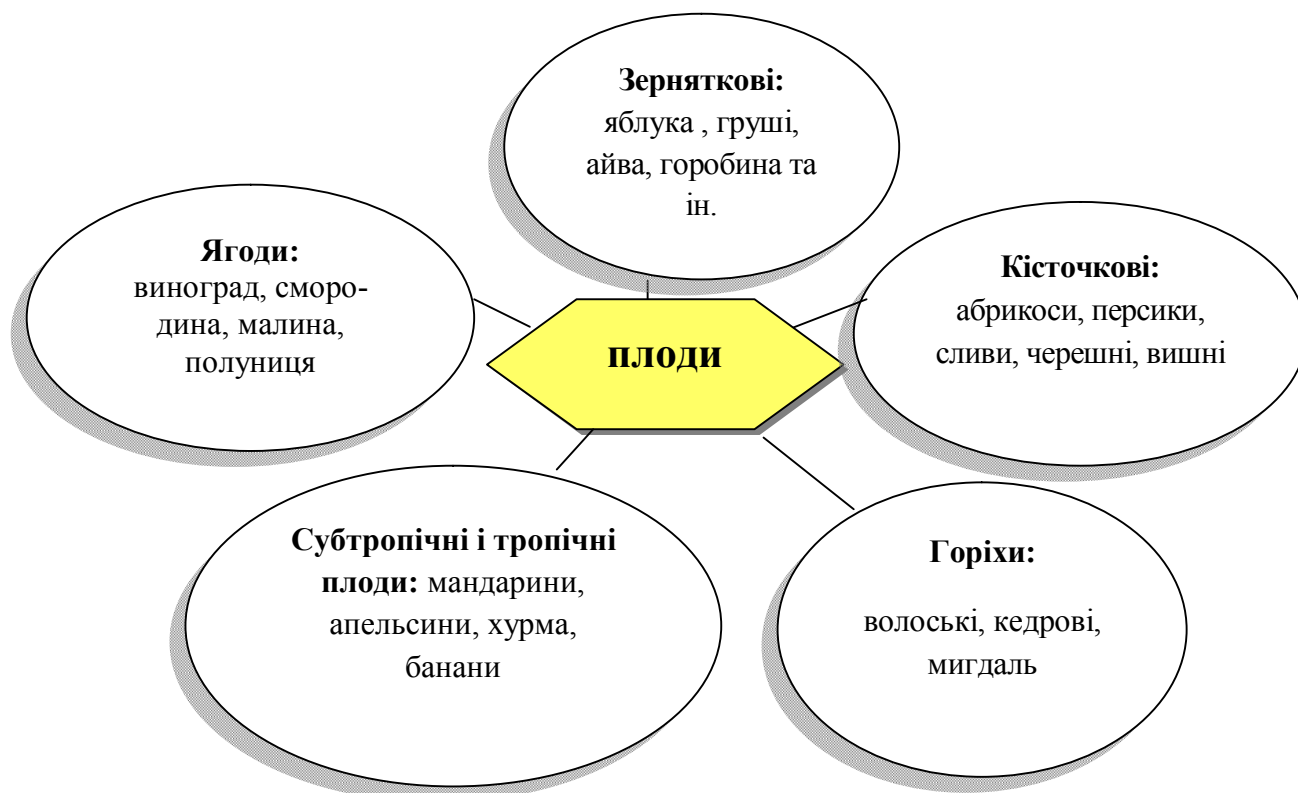 Зерняткові:
яблука , груші,
айва, горобина та
ін.
Ягоди:
виноград, сморо-
дина, малина,
полуниця
плоди
Кісточкові:
абрикоси, персики,
сливи, черешні, вишні
Субтропічні і тропічні
плоди: мандарини,
апельсини, хурма,
банани
Горіхи:
волоські, кедрові,
мигдаль